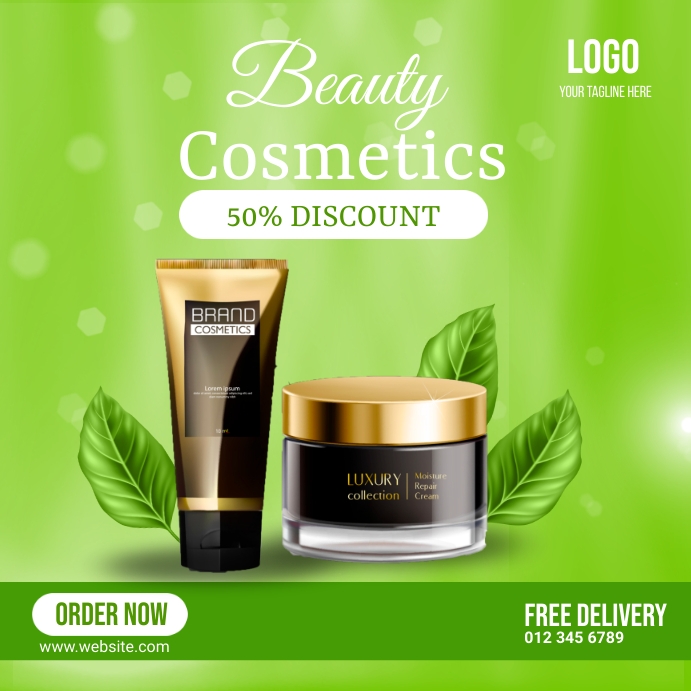 Beauty
Cosmetics
50% DISCOUNT
LOGO
YOUR TAGLINE HERE
BRAND
COSMETICS
Lorem ipsum
LUXURY
collection
Moisture
Repair
Cream
ORDER NOW
www.website.com
FREE DELIVERY
012 345 6789